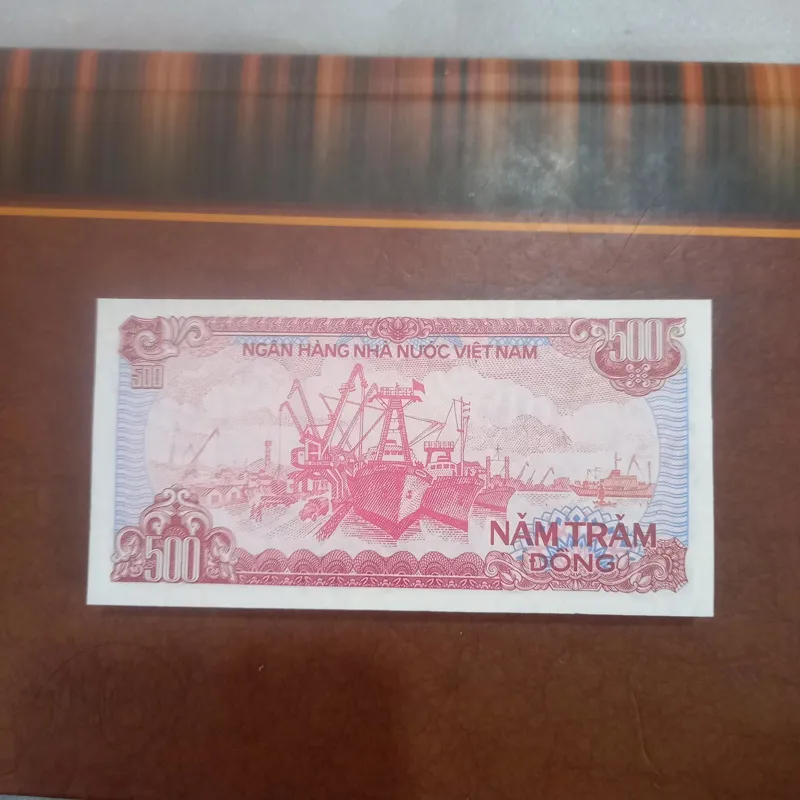 500
NGÂN HÀNG NHÀ NƯỚC VIỆT NAM
500
500
NĂM TRĂM
ĐỒNG